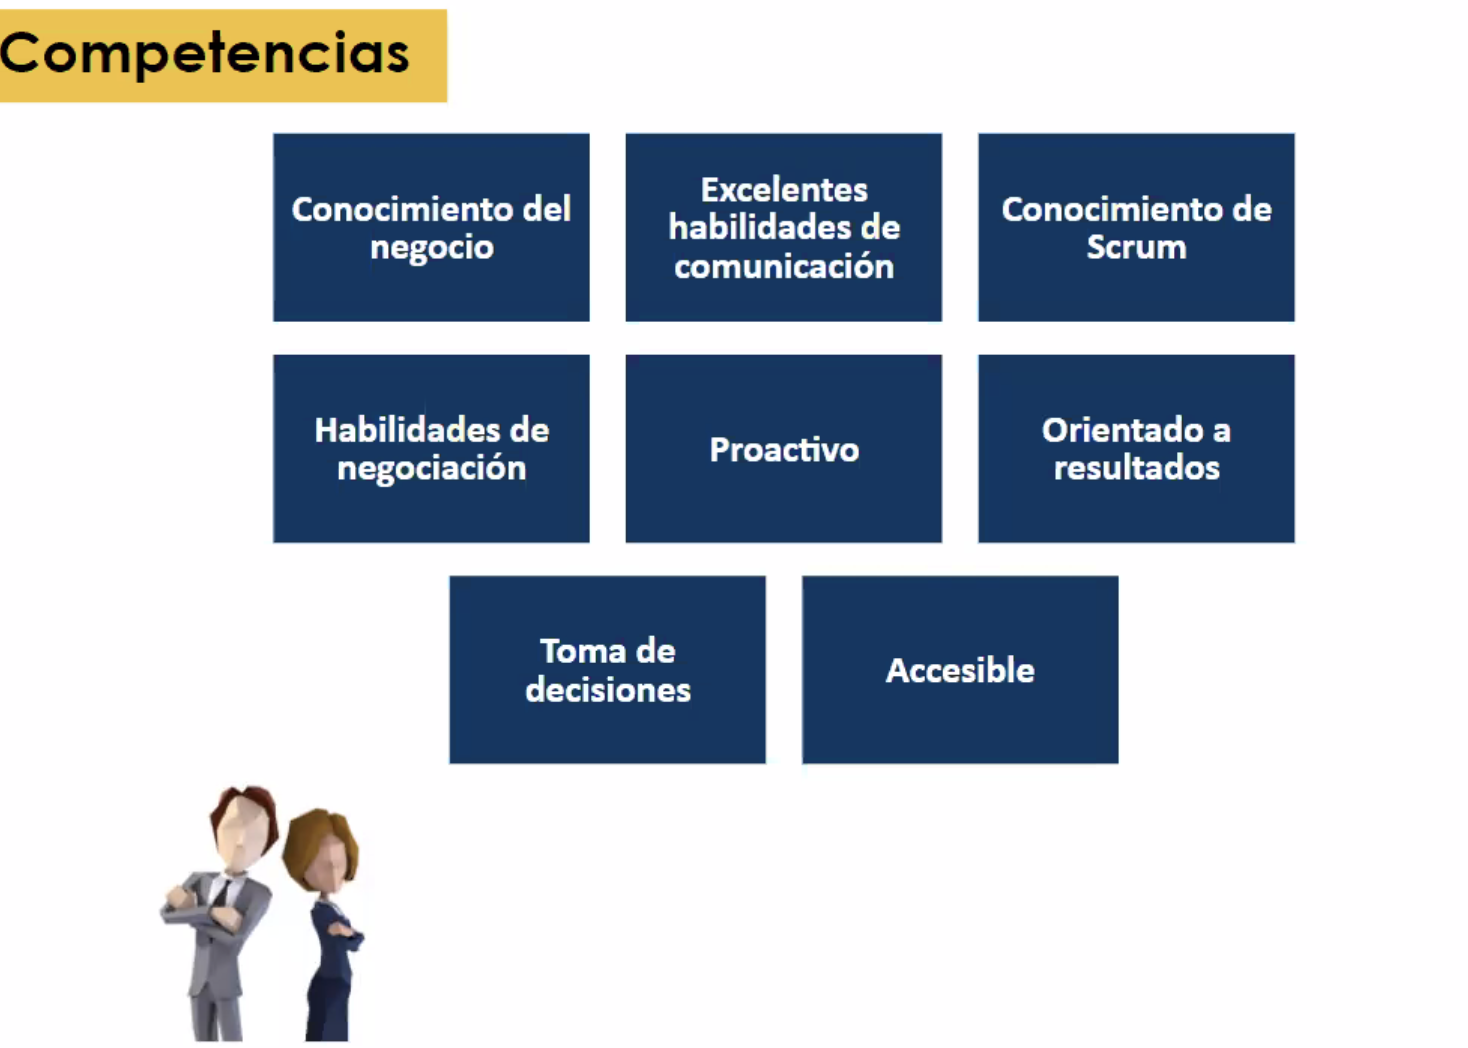 Competencias
Conocimiento del
negocio
Excelentes
habilidades de
comunicación
Conocimiento de
Scrum
Habilidades de
negociación
Proactivo
Orientado a
resultados
Toma de
decisiones
Accesible